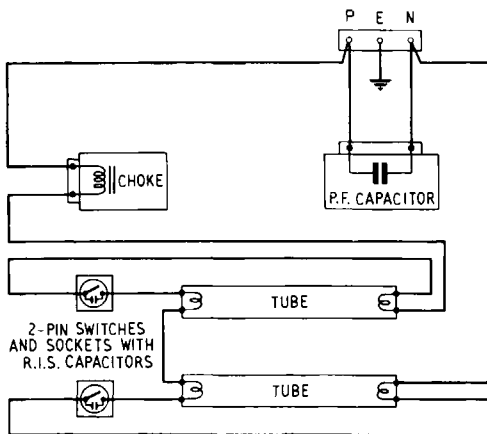 P E N
CHOKE
P.F. CAPACITOR
TUBE
2-PIN SWITCHES
AND SOCKETS WITH
R.I.S. CAPACITORS
TUBE